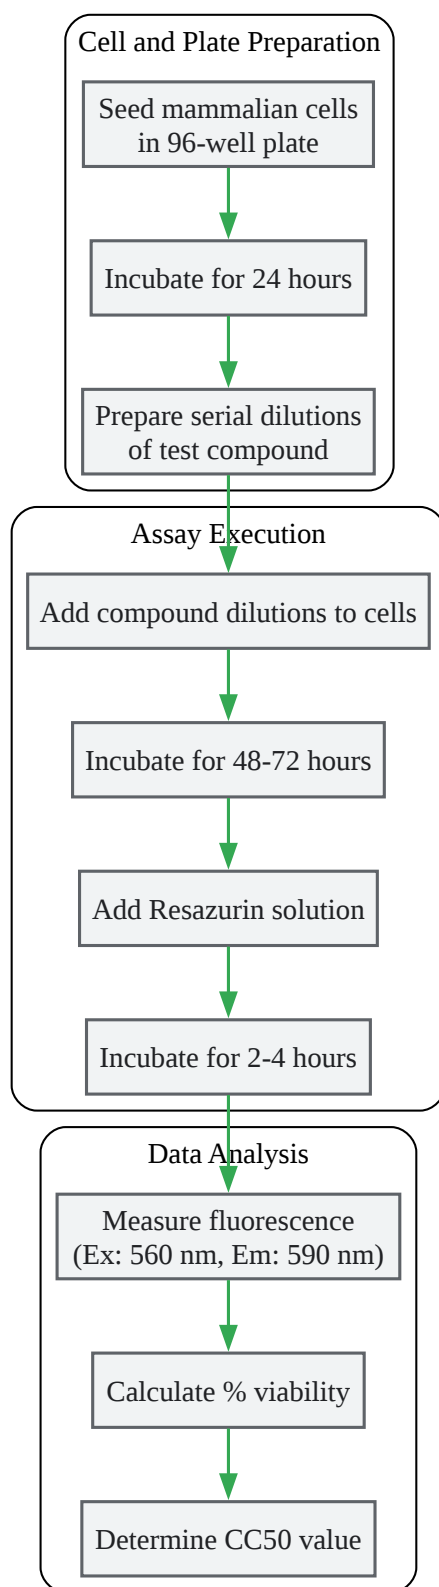 Cell and Plate Preparation
Seed mammalian cells
in 96-well plate
Incubate for 24 hours
Prepare serial dilutions
of test compound
Assay Execution
Add compound dilutions to cells
Incubate for 48-72 hours
Add Resazurin solution
Incubate for 2-4 hours
Data Analysis
Measure fluorescence
(Ex: 560 nm, Em: 590 nm)
Calculate % viability
Determine CC50 value